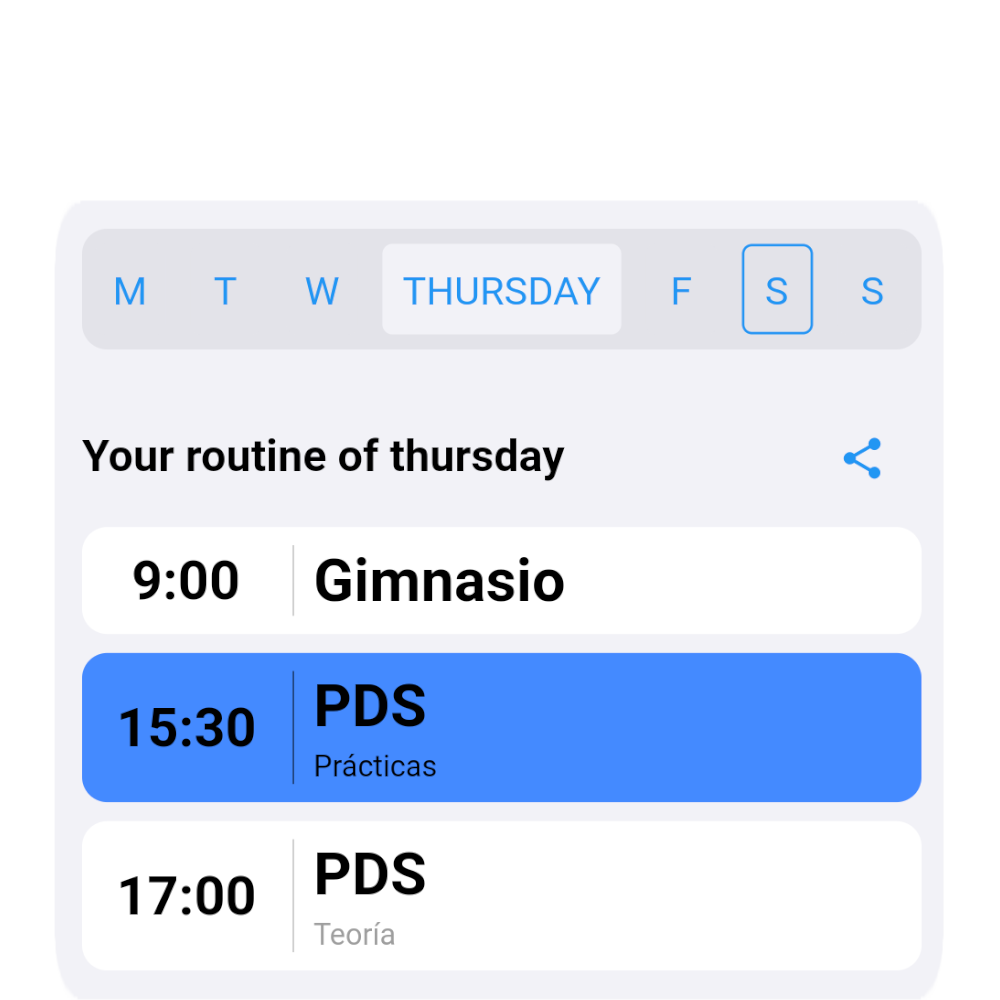 M T W THURSDAY F S S
Your routine of thursday
9:00 Gimnasio
15:30 PDS
Prácticas
17:00 PDS
Teoría